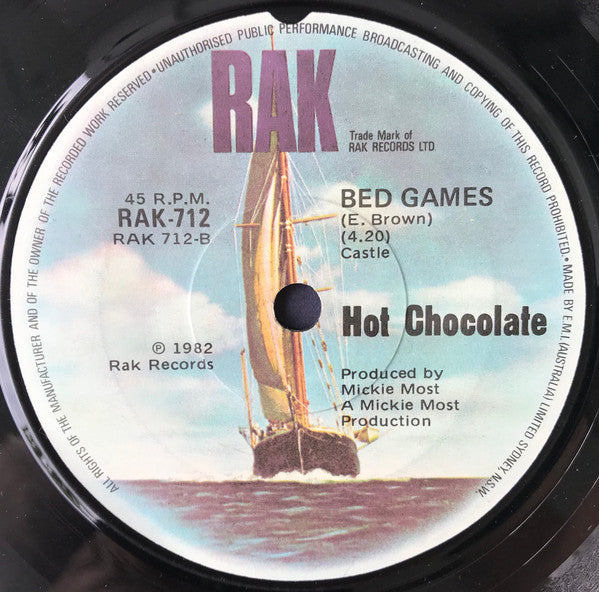 ALL RIGHTS OF THE MANUFACTURER AND OF THE OWNER OF THE RECORDED WORK RESERVED•UNAUTHORISED PUBLIC PERFORMANCE BROADCASTING AND COPYING OF THIS RECORD PROHIBITED.•MADE BY E.M.I.(AUSTRALIA) LIMITED SYDNEY, N.S.W.
RAK
Trade Mark of
RAK RECORDS LTD
45 R.P.M.
RAK-712
RAK 712-B
BED GAMES
(E. Brown)
(4.20)
Castle
Hot Chocolate
℗ 1982
Rak Records
Produced by
Mickie Most
A Mickie Most
Production